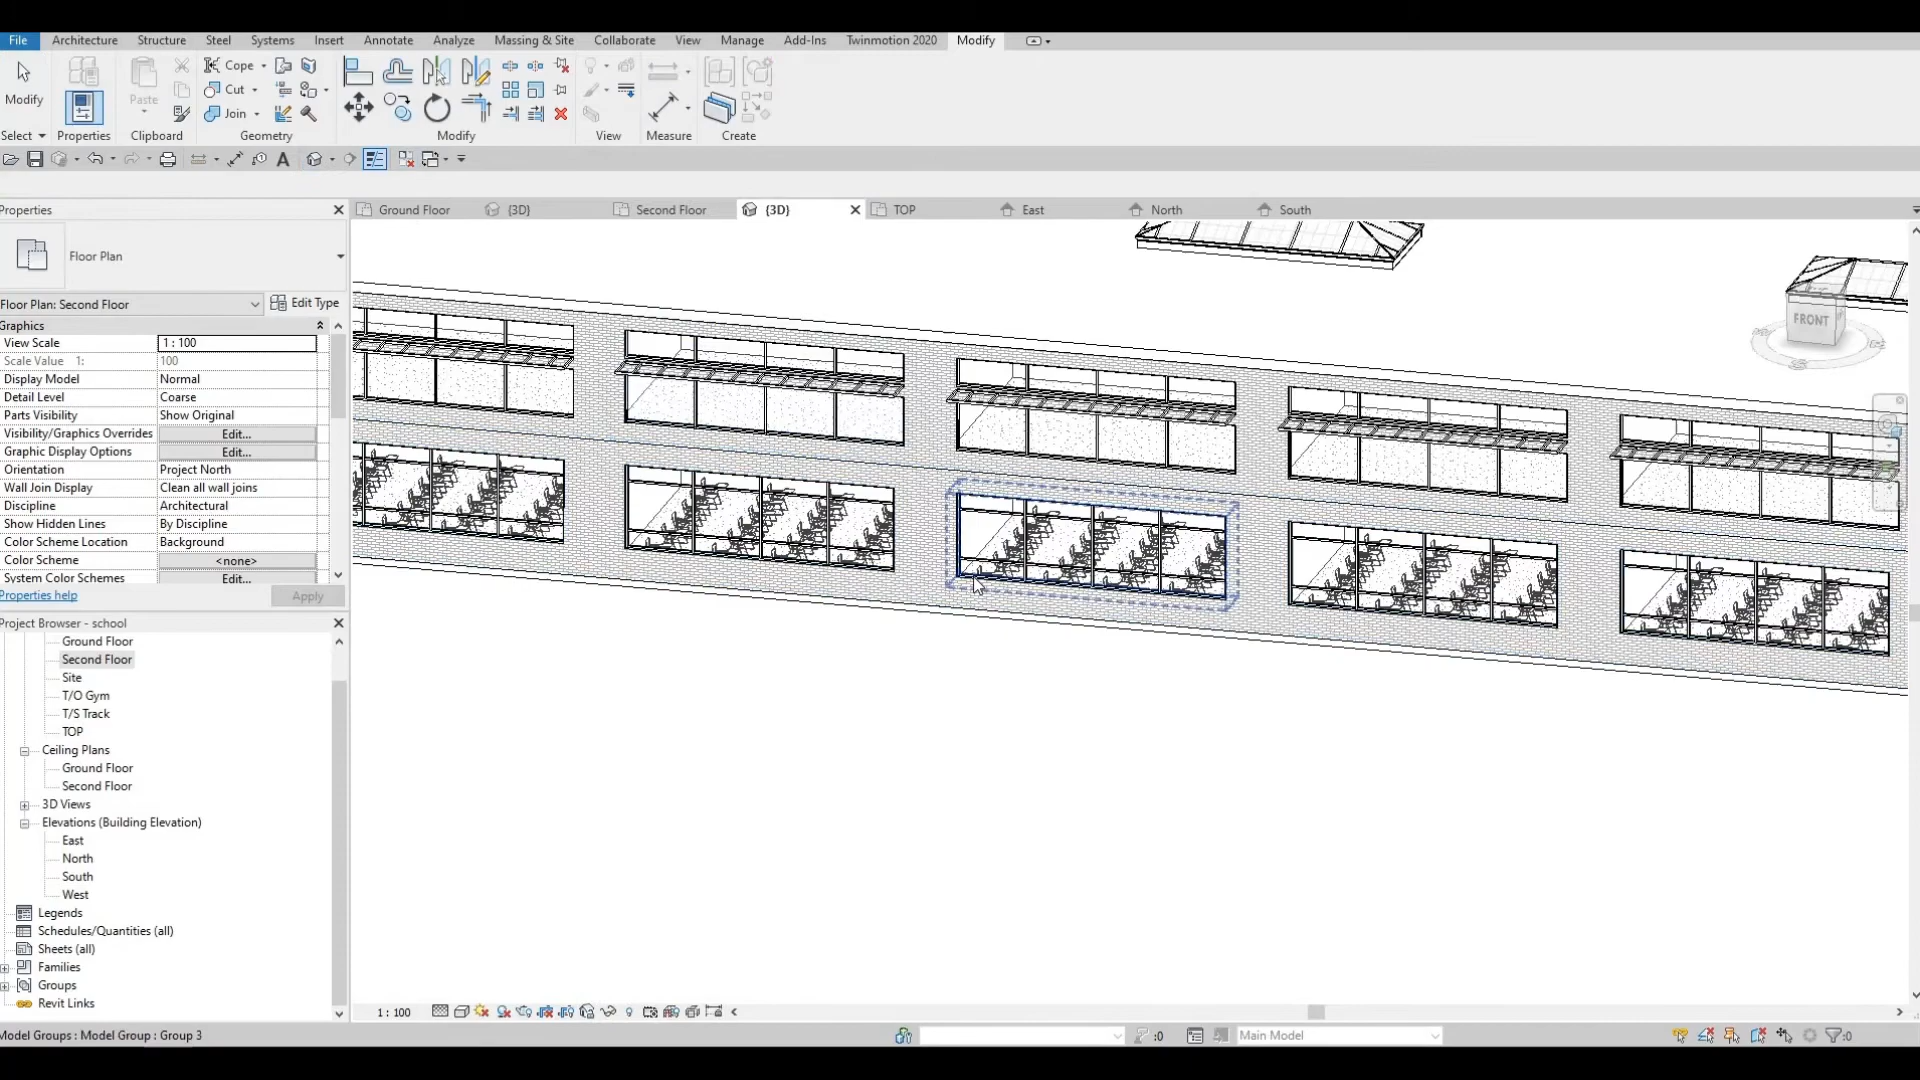 File Architecture Structure Steel Systems Insert Annotate Analyze Massing & Site Collaborate View Manage Add-Ins Twinmotion 2020 Modify
Cope
Cut
Join
Modify
Paste
Select Properties Clipboard Geometry Modify View Measure Create
A
Properties
Ground Floor {3D} Second Floor {3D} TOP East North South
Floor Plan
Floor Plan: Second Floor Edit Type
Graphics
View Scale 1 : 100
Scale Value 1: 100
Display Model Normal
Detail Level Coarse
Parts Visibility Show Original
Visibility/Graphics Overrides Edit...
Graphic Display Options Edit...
Orientation Project North
Wall Join Display Clean all wall joins
Discipline Architectural
Show Hidden Lines By Discipline
Color Scheme Location Background
Color Scheme <none>
System Color Schemes Edit...
Properties help Apply
FRONT
Project Browser - school
Ground Floor
Second Floor
Site
T/O Gym
T/S Track
TOP
Ceiling Plans
Ground Floor
Second Floor
3D Views
Elevations (Building Elevation)
East
North
South
West
Legends
Schedules/Quantities (all)
Sheets (all)
Families
Groups
Revit Links
1 : 100
Model Groups : Model Group : Group 3
:0
Main Model
:0